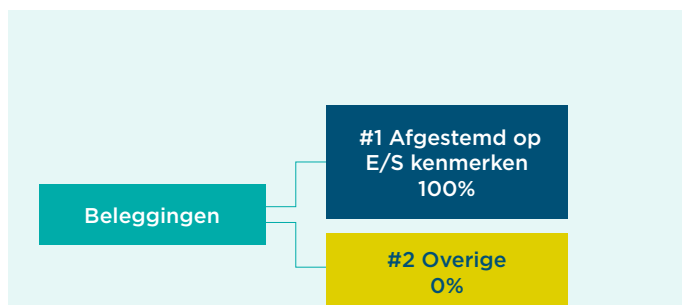 #1 Afgestemd op
E/S kenmerken
100%
Beleggingen
#2 Overige
0%